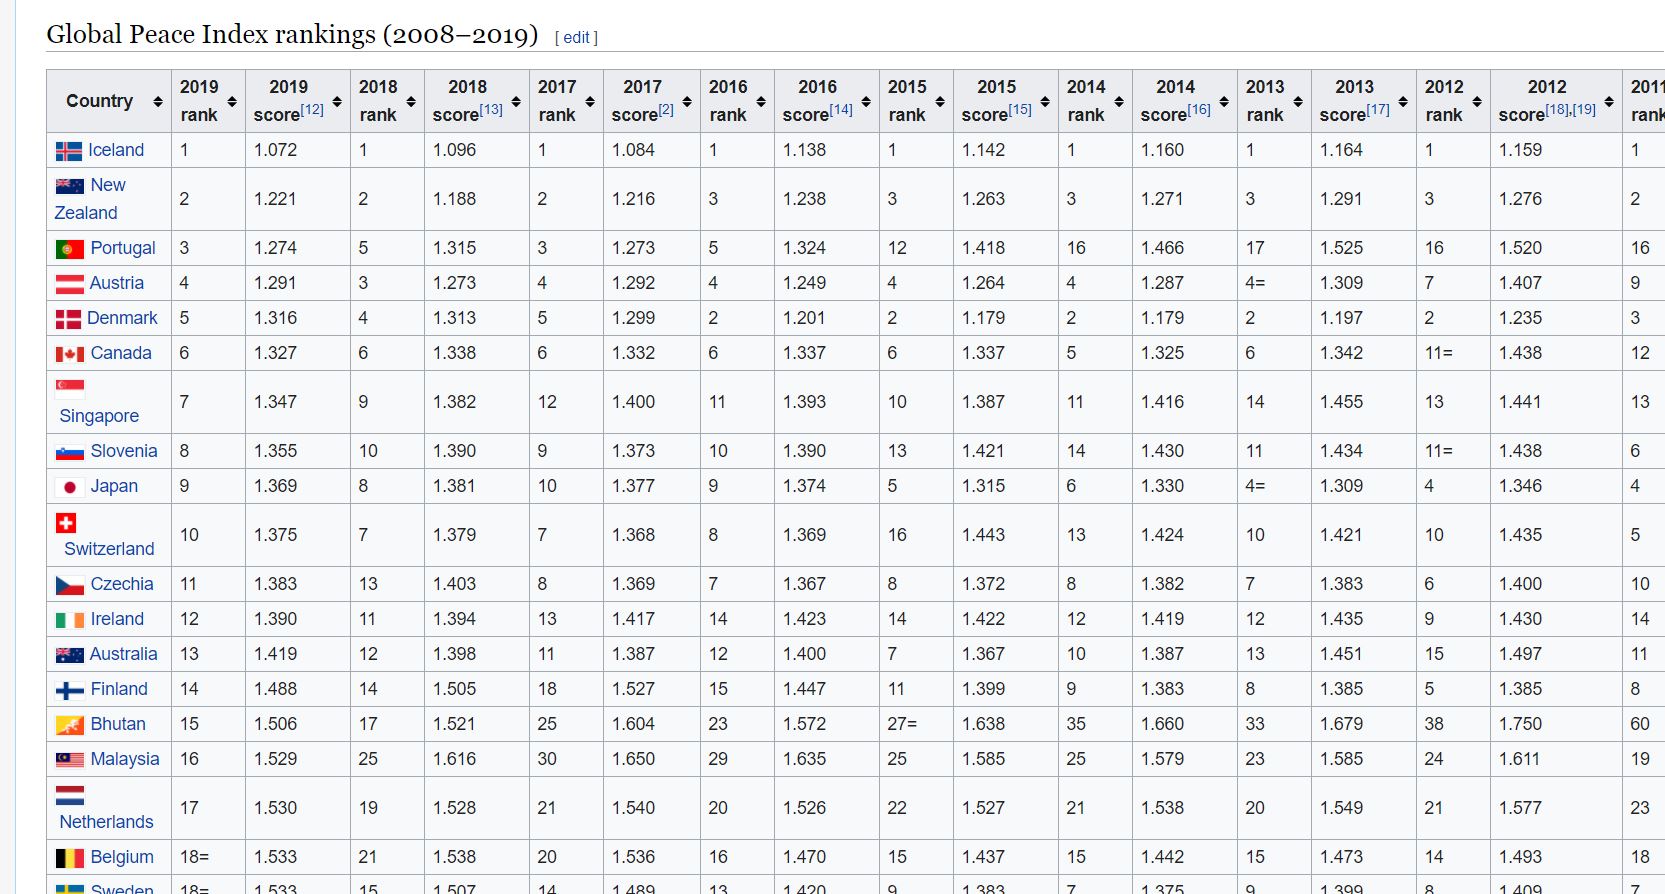 Global Peace Index rankings (2008–2019) [ edit ]
Country 2019 rank 2019 score[12] 2018 rank 2018 score[13] 2017 rank 2017 score[2] 2016 rank 2016 score[14] 2015 rank 2015 score[15] 2014 rank 2014 score[16] 2013 rank 2013 score[17] 2012 rank 2012 score[18],[19] 2011 rank
Iceland 1 1.072 1 1.096 1 1.084 1 1.138 1 1.142 1 1.160 1 1.164 1 1.159 1
New Zealand 2 1.221 2 1.188 2 1.216 3 1.238 3 1.263 3 1.271 3 1.291 3 1.276 2
Portugal 3 1.274 5 1.315 3 1.273 5 1.324 12 1.418 16 1.466 17 1.525 16 1.520 16
Austria 4 1.291 3 1.273 4 1.292 4 1.249 4 1.264 4 1.287 4= 1.309 7 1.407 9
Denmark 5 1.316 4 1.313 5 1.299 2 1.201 2 1.179 2 1.179 2 1.197 2 1.235 3
Canada 6 1.327 6 1.338 6 1.332 6 1.337 6 1.337 5 1.325 6 1.342 11= 1.438 12
Singapore 7 1.347 9 1.382 12 1.400 11 1.393 10 1.387 11 1.416 14 1.455 13 1.441 13
Slovenia 8 1.355 10 1.390 9 1.373 10 1.390 13 1.421 14 1.430 11 1.434 11= 1.438 6
Japan 9 1.369 8 1.381 10 1.377 9 1.374 5 1.315 6 1.330 4= 1.309 4 1.346 4
Switzerland 10 1.375 7 1.379 7 1.368 8 1.369 16 1.443 13 1.424 10 1.421 10 1.435 5
Czechia 11 1.383 13 1.403 8 1.369 7 1.367 8 1.372 8 1.382 7 1.383 6 1.400 10
Ireland 12 1.390 11 1.394 13 1.417 14 1.423 14 1.422 12 1.419 12 1.435 9 1.430 14
Australia 13 1.419 12 1.398 11 1.387 12 1.400 7 1.367 10 1.387 13 1.451 15 1.497 11
Finland 14 1.488 14 1.505 18 1.527 15 1.447 11 1.399 9 1.383 8 1.385 5 1.385 8
Bhutan 15 1.506 17 1.521 25 1.604 23 1.572 27= 1.638 35 1.660 33 1.679 38 1.750 60
Malaysia 16 1.529 25 1.616 30 1.650 29 1.635 25 1.585 25 1.579 23 1.585 24 1.611 19
Netherlands 17 1.530 19 1.528 21 1.540 20 1.526 22 1.527 21 1.538 20 1.549 21 1.577 23
Belgium 18= 1.533 21 1.538 20 1.536 16 1.470 15 1.437 15 1.442 15 1.473 14 1.493 18
Sweden 18= 1.533 15 1.507 14 1.489 13 1.420 9 1.383 7 1.375 9 1.399 8 1.409 7